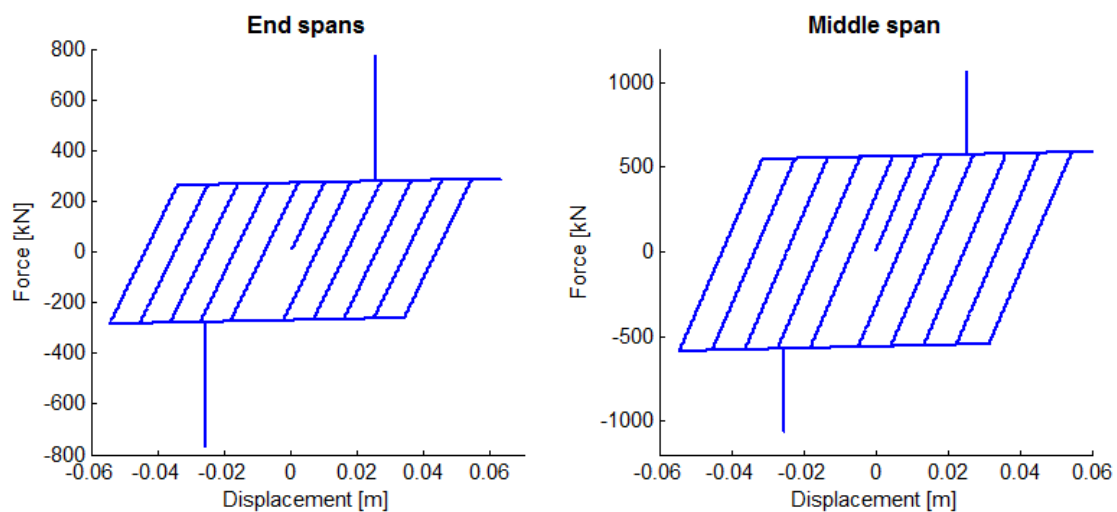 End spans
800
600
400
200
0
-200
-400
-600
-800
Force [kN]
-0.06 -0.04 -0.02 0 0.02 0.04 0.06
Displacement [m]
Middle span
1000
500
0
-500
-1000
Force [kN
-0.06 -0.04 -0.02 0 0.02 0.04 0.06
Displacement [m]